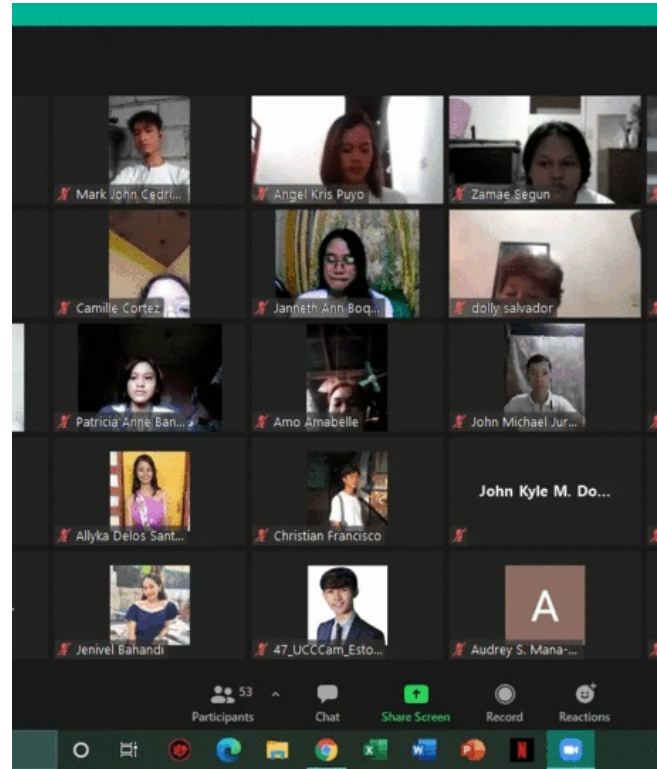 Mark John Cedri...
Angel Kris Puyo
Zamae Segun
Camille Cortez
Janneth Ann Boq...
dolly salvador
Patricia Anne Ban...
Amo Amabelle
John Michael Jur...
Allyka Delos Sant...
Christian Francisco
John Kyle M. Do...
Jenivel Bahandi
47_UCCCam_Esto...
A
Audrey S. Mana-...
53
Participants
Chat
Share Screen
Record
Reactions